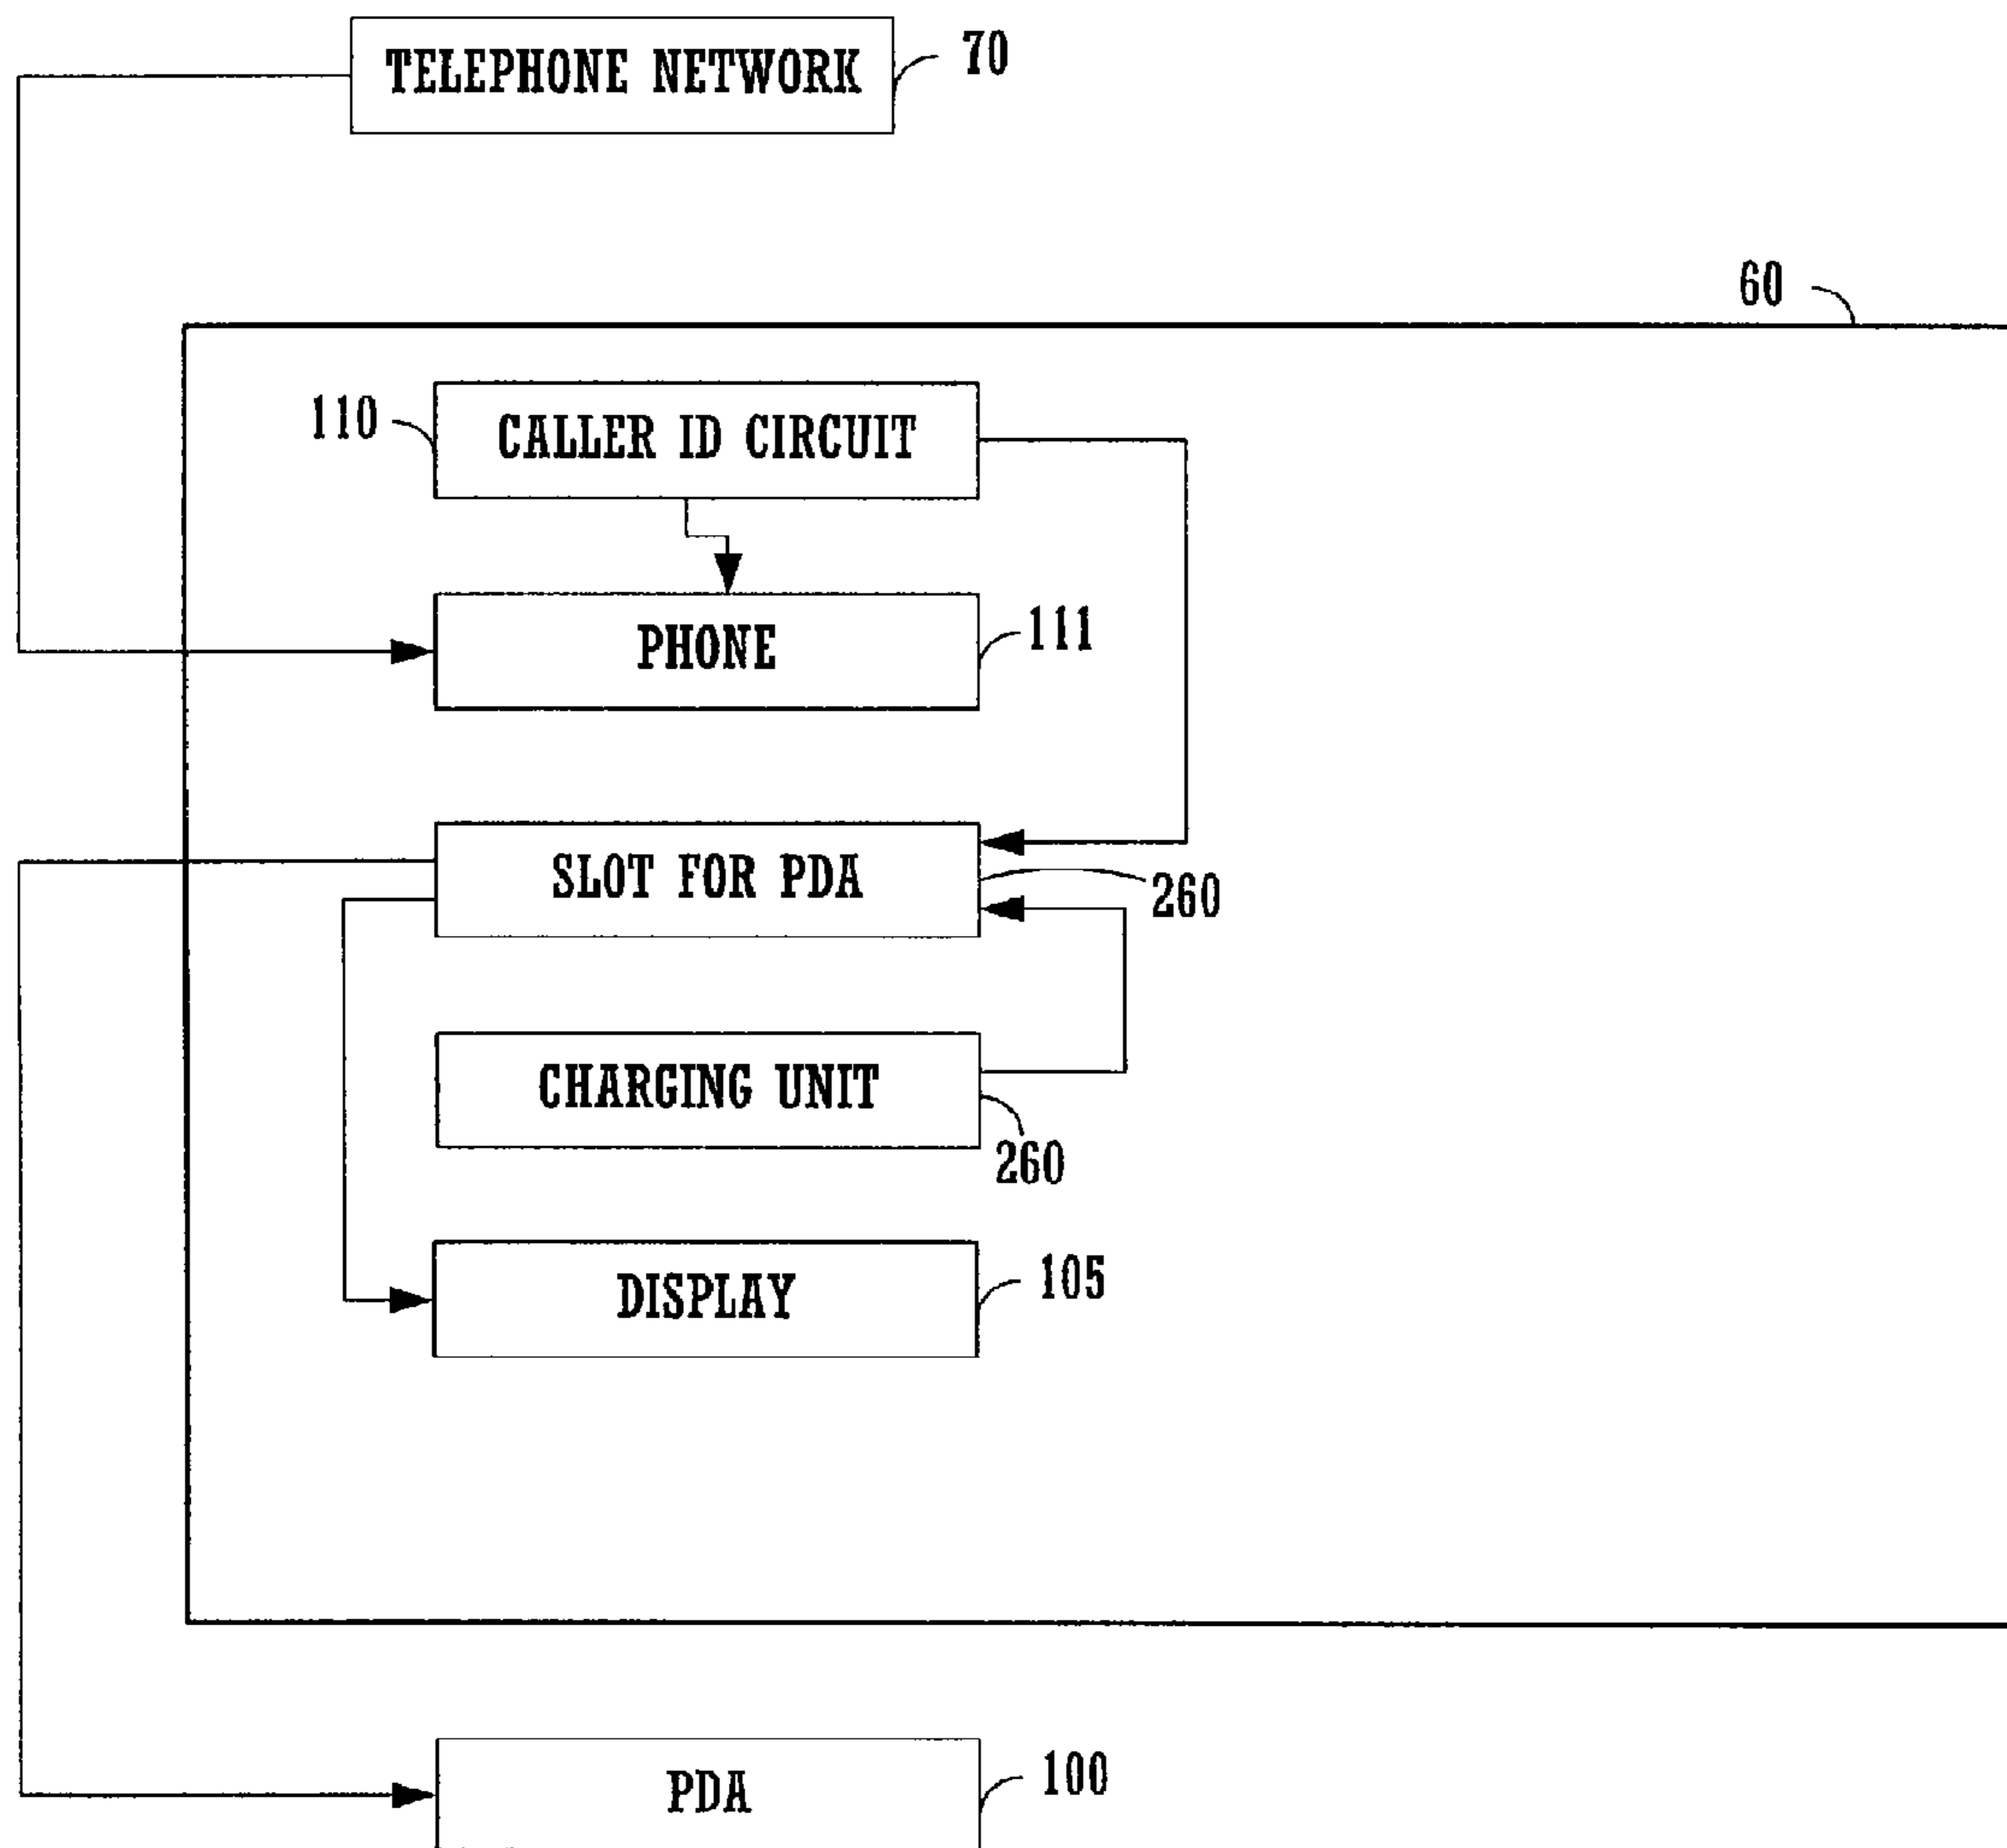 TELEPHONE NETWORK
70
60
110
CALLER ID CIRCUIT
PHONE
111
SLOT FOR PDA
260
CHARGING UNIT
260
DISPLAY
105
PDA
100